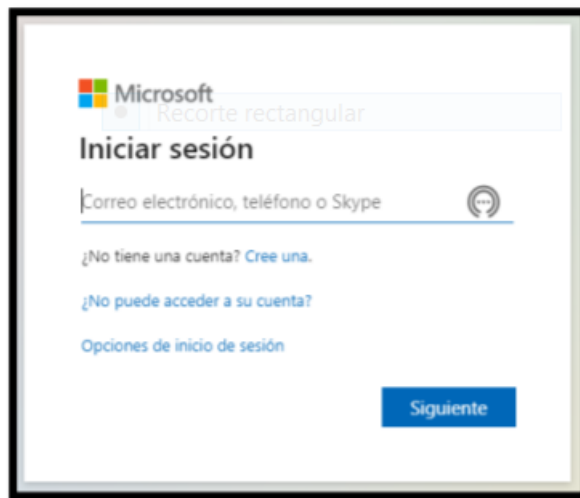 Microsoft
Recorte rectangular
Iniciar sesión
Correo electrónico, teléfono o Skype
¿No tiene una cuenta? Cree una.
¿No puede acceder a su cuenta?
Opciones de inicio de sesión
Siguiente